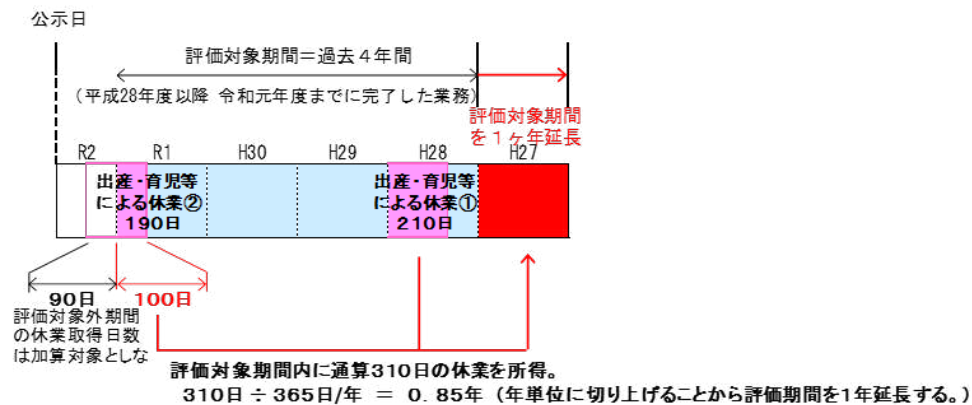 公示日
評価対象期間＝過去４年間
（平成28年度以降 令和元年度までに完了した業務）
評価対象期間
を１ヶ年延長
R2 R1 H30 H29 H28 H27
出産・育児等
による休業②
190日
出産・育児等
による休業①
210日
90日
100日
評価対象外期間
の休業取得日数
は加算対象としな
評価対象期間内に通算310日の休業を所得。
310日 ÷ 365日/年 ＝ 0.85年（年単位に切り上げることから評価期間を1年延長する。）